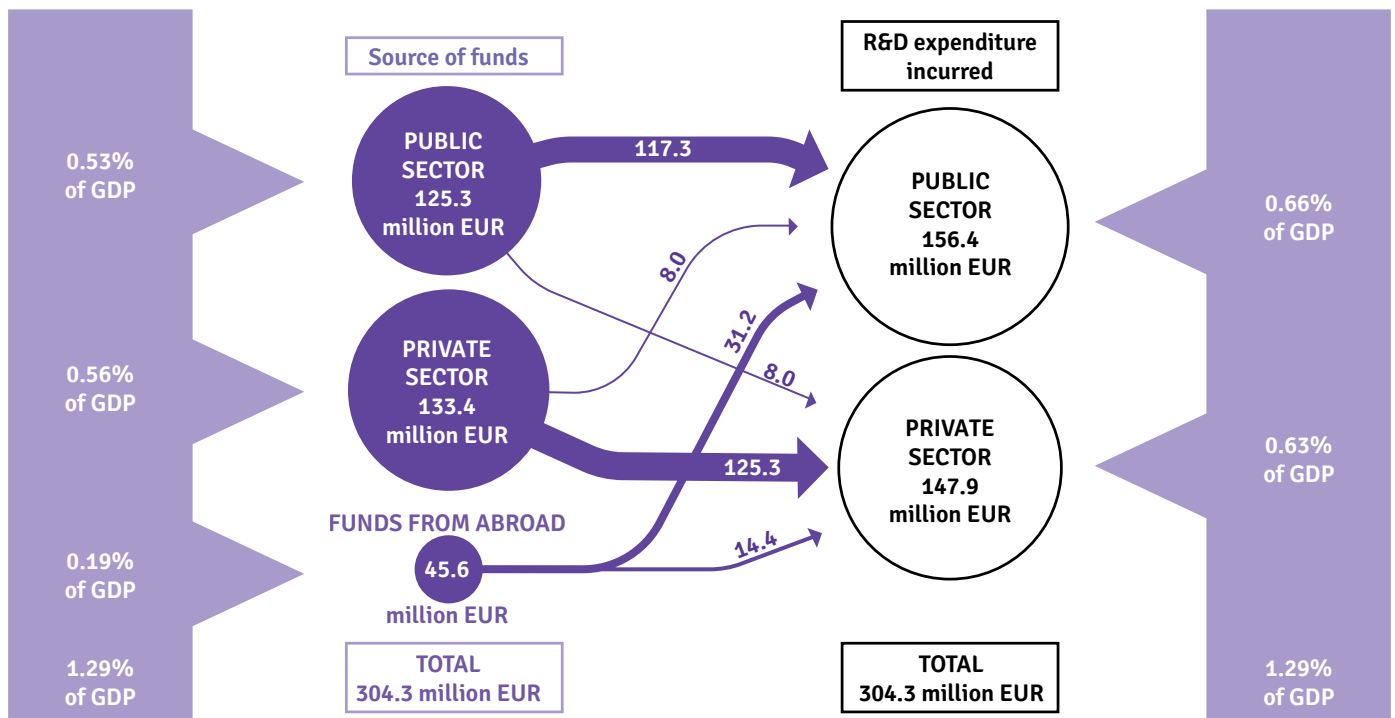 Source of funds
R&D expenditure
incurred
0.53%
of GDP
PUBLIC
SECTOR
125.3
million EUR
117.3
PUBLIC
SECTOR
156.4
million EUR
0.66%
of GDP
8.0
31.2
8.0
0.56%
of GDP
PRIVATE
SECTOR
133.4
million EUR
125.3
PRIVATE
SECTOR
147.9
million EUR
0.63%
of GDP
FUNDS FROM ABROAD
0.19%
of GDP
45.6
million EUR
14.4
1.29%
of GDP
TOTAL
304.3 million EUR
TOTAL
304.3 million EUR
1.29%
of GDP